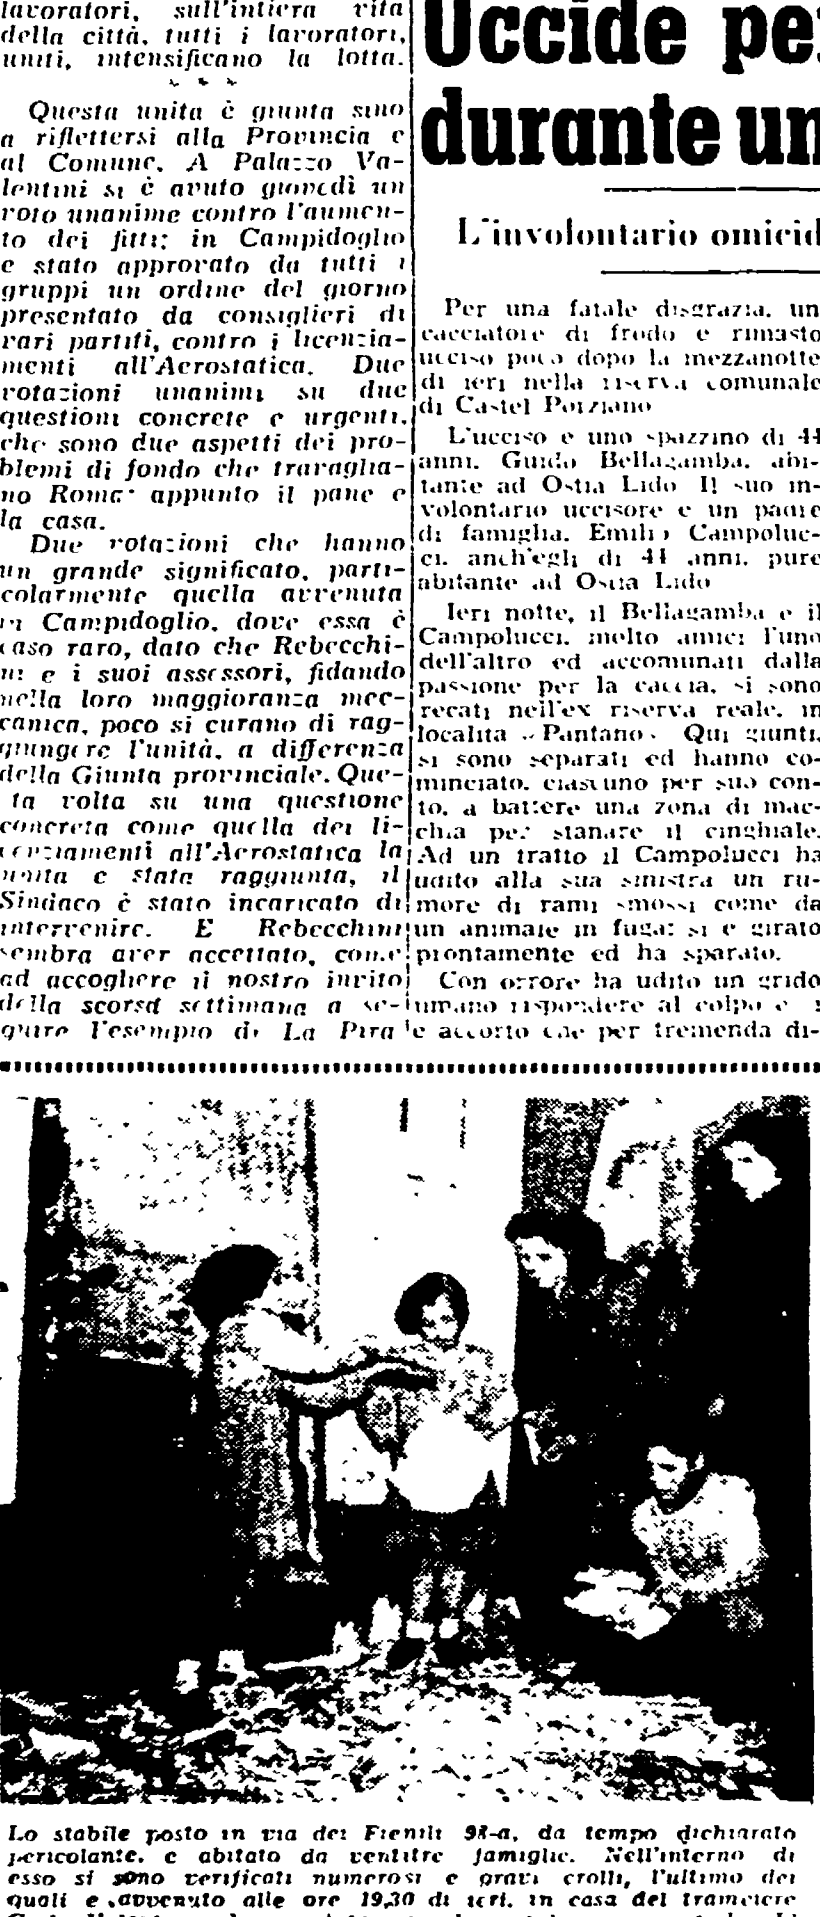 lavoratori, sull'intiera vita
della città, tutti i lavoratori,
uniti, intensificano la lotta.
* * *
Questa unità è giunta sino
a riflettersi alla Provincia e
al Comune. A Palazzo Va-
lentini si è avuto giovedì un
voto unanime contro l'aumen-
to dei fitti; in Campidoglio
e stato approvato da tutti i
gruppi un ordine del giorno
presentato da consiglieri di
vari partiti, contro i licenzia-
menti all'Aerostatica. Due
votazioni unanimi su due
questioni concrete e urgenti,
che sono due aspetti dei pro-
blemi di fondo che travaglia-
no Roma: appunto il pane e
la casa.
Due votazioni che hanno
un grande significato, parti-
colarmente quella avvenuta
in Campidoglio, dove essa è
caso raro, dato che Rebecchi-
ni e i suoi assessori, fidando
nella loro maggioranza mec-
canica, poco si curano di rag-
giungere l'unità, a differenza
della Giunta provinciale. Que-
ta volta su una questione
concreta come quella dei li-
cenziamenti all'Aerostatica la
unita e stata raggiunta, il
Sindaco è stato incaricato di
intervenire. E Rebecchini
sembra aver accettato, come
ad accogliere il nostro invito
della scorsa settimana a se-
guire l'esempio di La Pira
Uccide pe
durante un
L'involontario omicid
Per una fatale disgrazia, un
cacciatore di frodo e rimasto
ucciso poco dopo la mezzanotte
di ieri nella riserva comunale
di Castel Porziano
L'ucciso e uno spazzino di 44
anni, Guido Bellagamba, abi-
tante ad Ostia Lido Il suo in-
volontario uccisore e un padre
di famiglia, Emilio Campoluc-
ci, anch'egli di 44 anni, pure
abitante ad Ostia Lido
Ieri notte, il Bellagamba e il
Campolucci, molto amici l'uno
dell'altro ed accomunati dalla
passione per la caccia, si sono
recati nell'ex riserva reale, in
localita «Pantano» Qui giunti,
si sono separati ed hanno co-
minciato, ciascuno per suo con-
to, a battere una zona di mac-
chia per stanare il cinghiale.
Ad un tratto il Campolucci ha
udito alla sua sinistra un ru-
more di rami smossi come da
un animale in fuga: si e girato
prontamente ed ha sparato.
Con orrore ha udito un grido
umano rispondere al colpo e
e accorto che per tremenda di-
Lo stabile posto in via dei Fienili 98-a, da tempo dichiarato
pericolante, e abitato da ventitre famiglie. Nell'interno di
esso si sono verificati numerosi e gravi crolli, l'ultimo dei
quali e avvenuto alle ore 19,30 di ieri, in casa del tramviere